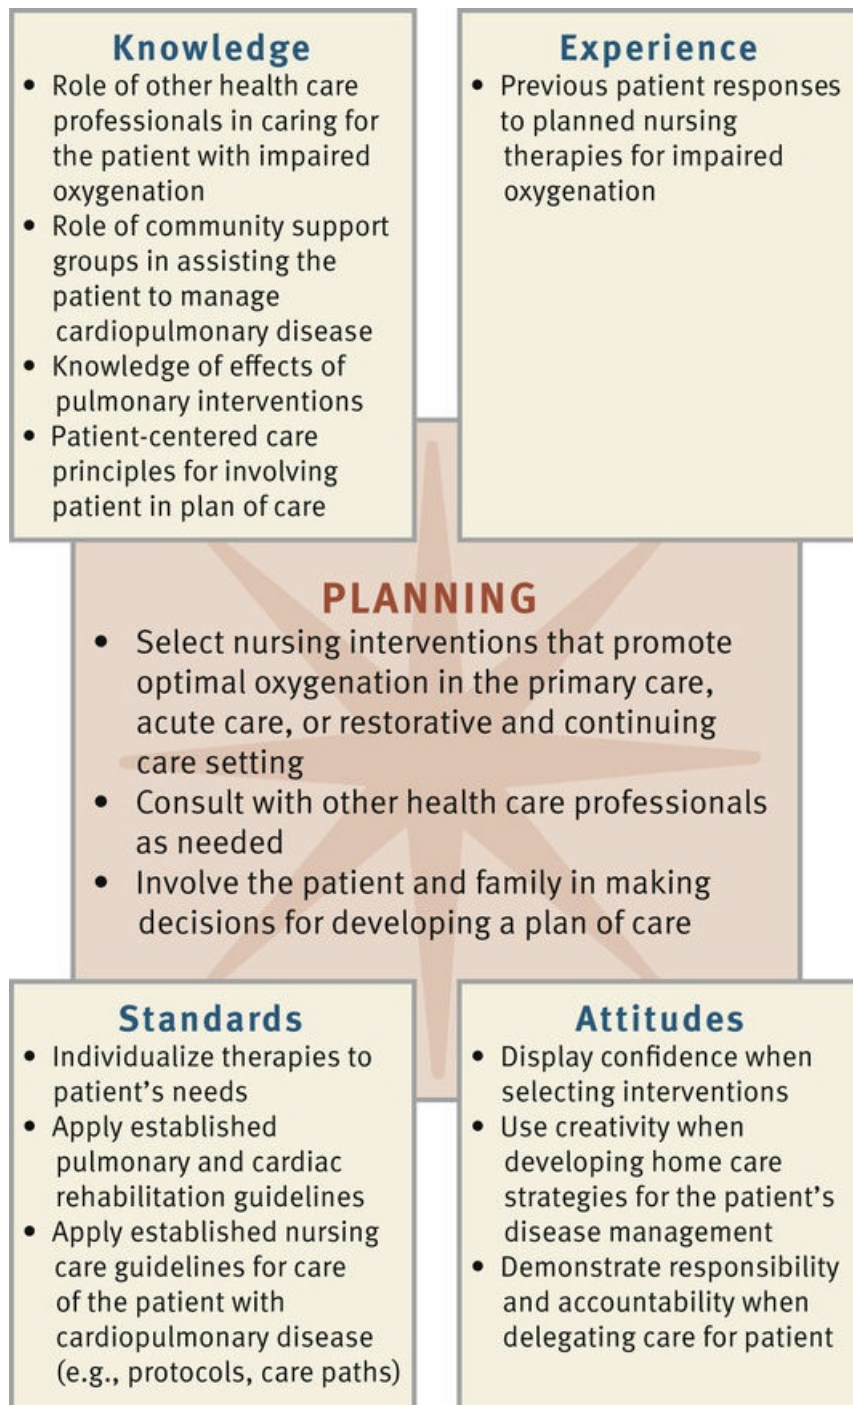 Knowledge
• Role of other health care
professionals in caring for
the patient with impaired
oxygenation
• Role of community support
groups in assisting the
patient to manage
cardiopulmonary disease
• Knowledge of effects of
pulmonary interventions
• Patient-centered care
principles for involving
patient in plan of care
Experience
• Previous patient responses
to planned nursing
therapies for impaired
oxygenation
PLANNING
• Select nursing interventions that promote
optimal oxygenation in the primary care,
acute care, or restorative and continuing
care setting
• Consult with other health care professionals
as needed
• Involve the patient and family in making
decisions for developing a plan of care
Standards
• Individualize therapies to
patient's needs
• Apply established
pulmonary and cardiac
rehabilitation guidelines
• Apply established nursing
care guidelines for care
of the patient with
cardiopulmonary disease
(e.g., protocols, care paths)
Attitudes
• Display confidence when
selecting interventions
• Use creativity when
developing home care
strategies for the patient's
disease management
• Demonstrate responsibility
and accountability when
delegating care for patient